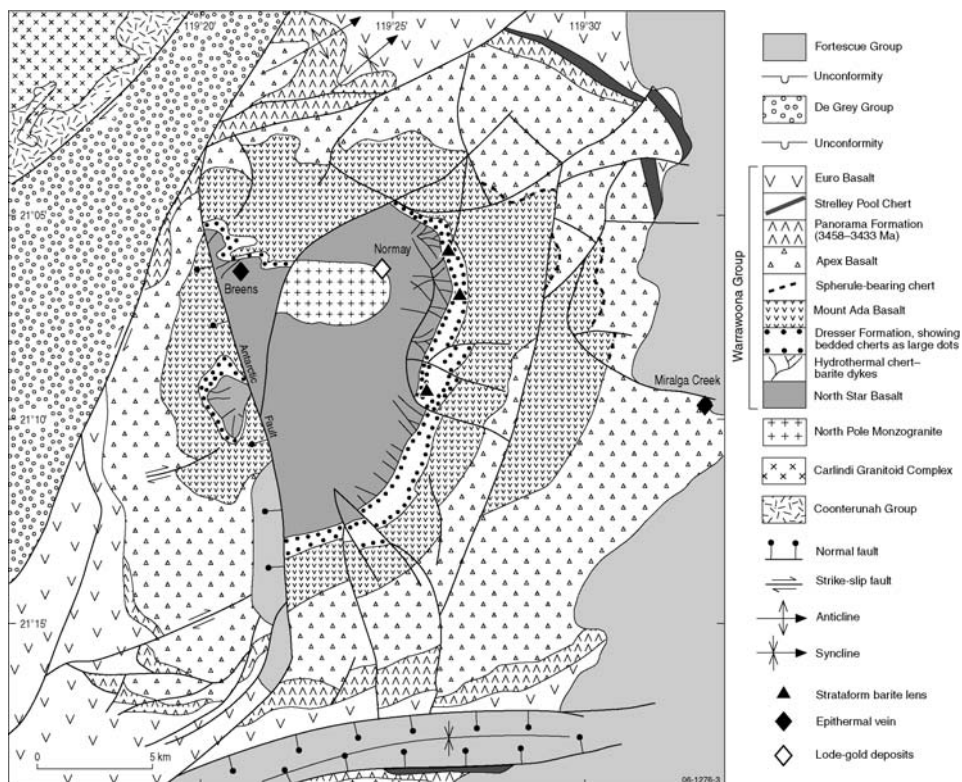 119°20'
119°25'
119°30'
21°05'
Normay
Breens
Antarctic
Fault
Miralga Creek
21°10'
21°15'
0 5 km
06-1276-3
Fortescue Group
Unconformity
De Grey Group
Unconformity
Warrawoona Group
Euro Basalt
Strelley Pool Chert
Panorama Formation
(3458–3433 Ma)
Apex Basalt
Spherule-bearing chert
Mount Ada Basalt
Dresser Formation, showing
bedded cherts as large dots
Hydrothermal chert–
barite dykes
North Star Basalt
North Pole Monzogranite
Carlindi Granitoid Complex
Coonterunah Group
Normal fault
Strike-slip fault
Anticline
Syncline
Strataform barite lens
Epithermal vein
Lode-gold deposits